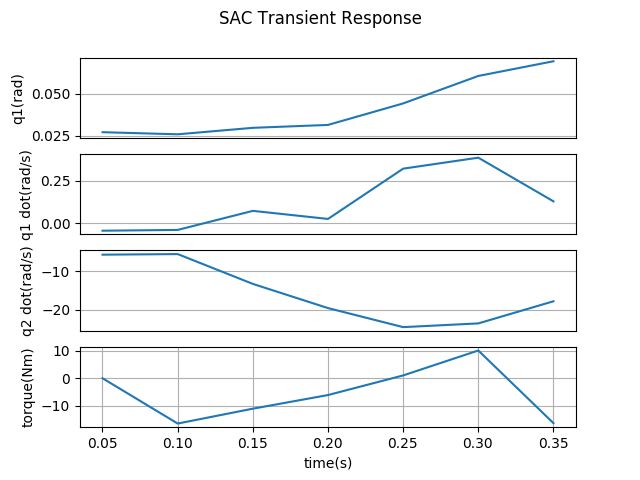 SAC Transient Response
q1(rad)
0.050
0.025
q1 dot(rad/s)
0.25
0.00
q2 dot(rad/s)
−10
−20
torque(Nm)
10
0
−10
0.05 0.10 0.15 0.20 0.25 0.30 0.35
time(s)